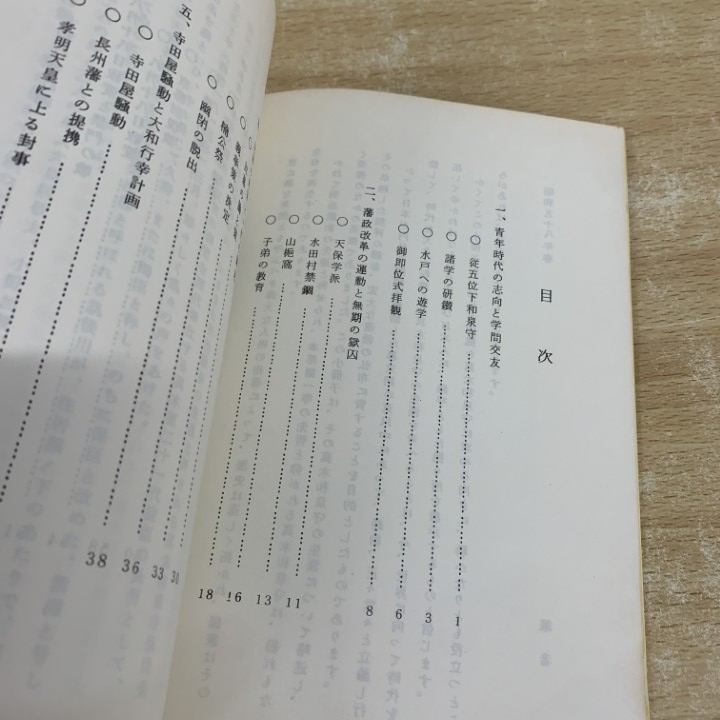 目次
一、青年時代の志向と学問交友
○ 従五位下和泉守………………1
○ 諸学の研鑽………………3
○ 水戸への遊学………………6
○ 御即位式拝観………………8
二、藩政改革の運動と無期の獄囚
○ 天保学派………………11
○ 水田村禁錮………………13
○ 山梔窩………………16
○ 子弟の教育………………18
○ 楠公祭
○ 幽閉の脱出
五、寺田屋騒動と大和行幸計画
○ 寺田屋騒動
○ 長州藩との提携
○ 孝明天皇に上る封事
33
36
38